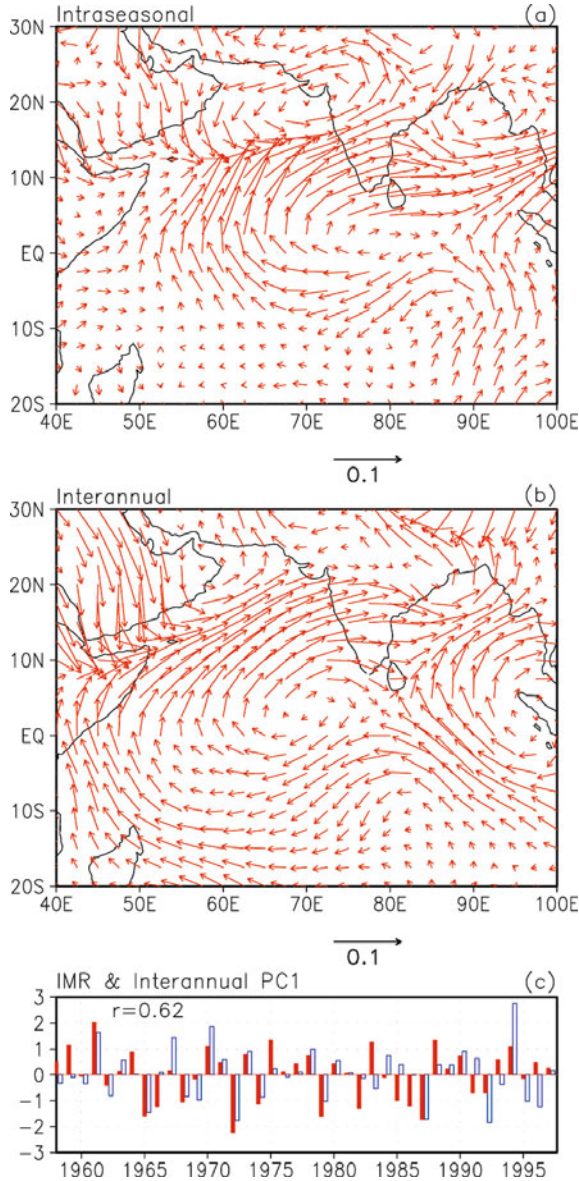 Intraseasonal (a)
30N
20N
10N
EQ
10S
20S
40E 50E 60E 70E 80E 90E 100E
0.1
Interannual (b)
30N
20N
10N
EQ
10S
20S
40E 50E 60E 70E 80E 90E 100E
0.1
IMR & Interannual PC1 (c)
r=0.62
3
2
1
0
-1
-2
-3
1960 1965 1970 1975 1980 1985 1990 1995